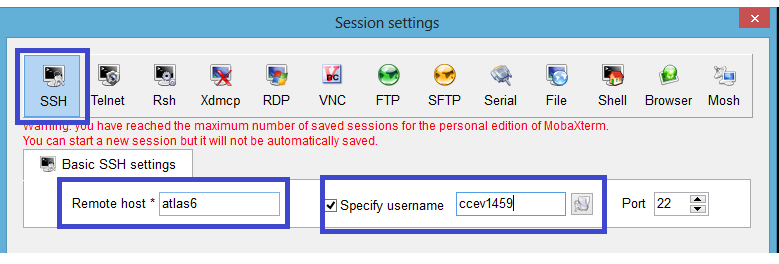 Session settings
SSH Telnet Rsh Xdmcp RDP VNC FTP SFTP Serial File Shell Browser Mosh
Warning: you have reached the maximum number of saved sessions for the personal edition of MobaXterm.
You can start a new session but it will not be automatically saved.
Basic SSH settings
Remote host * atlas6 Specify username ccev1459 Port 22